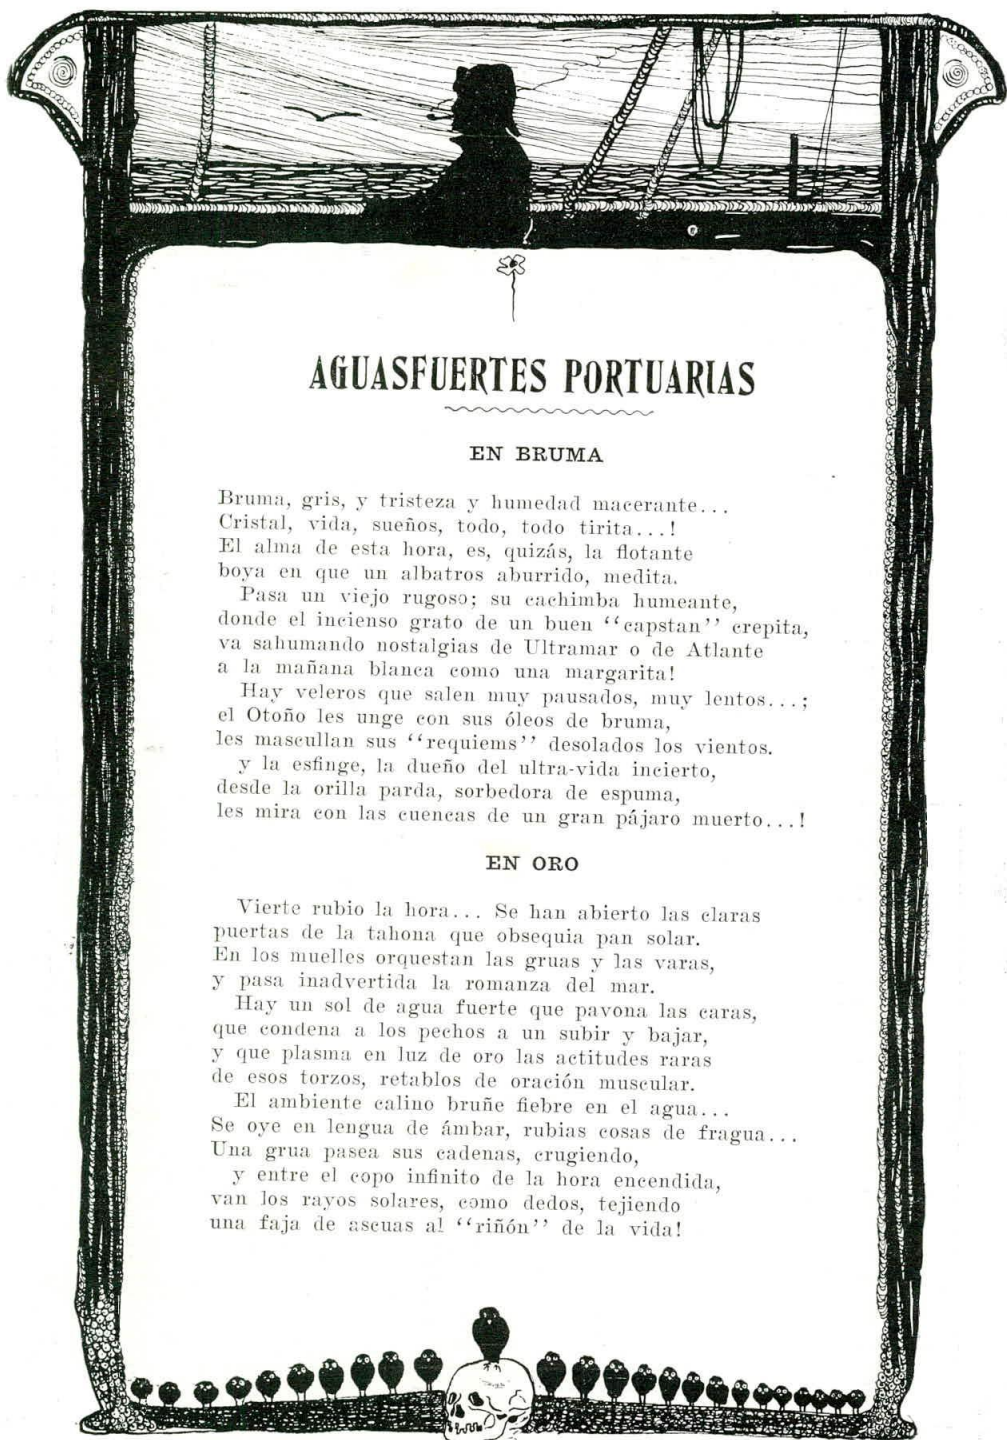 AGUASFUERTES PORTUARIAS
EN BRUMA
Bruma, gris, y tristeza y humedad macerante...
Cristal, vida, sueños, todo, todo tirita...!
El alma de esta hora, es, quizás, la flotante
boya en que un albatros aburrido, medita.
Pasa un viejo rugoso; su cachimba humeante,
donde el incienso grato de un buen ‘‘capstan’’ crepita,
va sahumando nostalgias de Ultramar o de Atlante
a la mañana blanca como una margarita!
Hay veleros que salen muy pausados, muy lentos...;
el Otoño les unge con sus óleos de bruma,
les mascullan sus ‘‘requiems’’ desolados los vientos.
y la esfinge, la dueño del ultra-vida incierto,
desde la orilla parda, sorbedora de espuma,
les mira con las cuencas de un gran pájaro muerto...!
EN ORO
Vierte rubio la hora... Se han abierto las claras
puertas de la tahona que obsequia pan solar.
En los muelles orquestan las gruas y las varas,
y pasa inadvertida la romanza del mar.
Hay un sol de agua fuerte que pavona las caras,
que condena a los pechos a un subir y bajar,
y que plasma en luz de oro las actitudes raras
de esos torzos, retablos de oración muscular.
El ambiente calino bruñe fiebre en el agua...
Se oye en lengua de ámbar, rubias cosas de fragua...
Una grua pasea sus cadenas, crugiendo,
y entre el copo infinito de la hora encendida,
van los rayos solares, como dedos, tejiendo
una faja de ascuas al ‘‘riñón’’ de la vida!